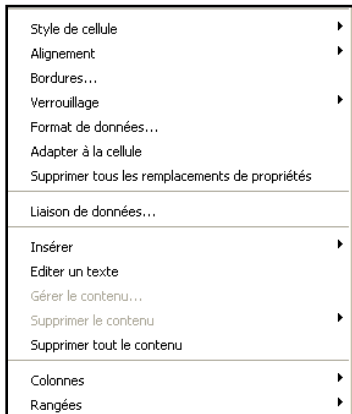 Style de cellule
Alignement
Bordures...
Verrouillage
Format de données...
Adapter à la cellule
Supprimer tous les remplacements de propriétés
Liaison de données...
Insérer
Editer un texte
Gérer le contenu...
Supprimer le contenu
Supprimer tout le contenu
Colonnes
Rangées